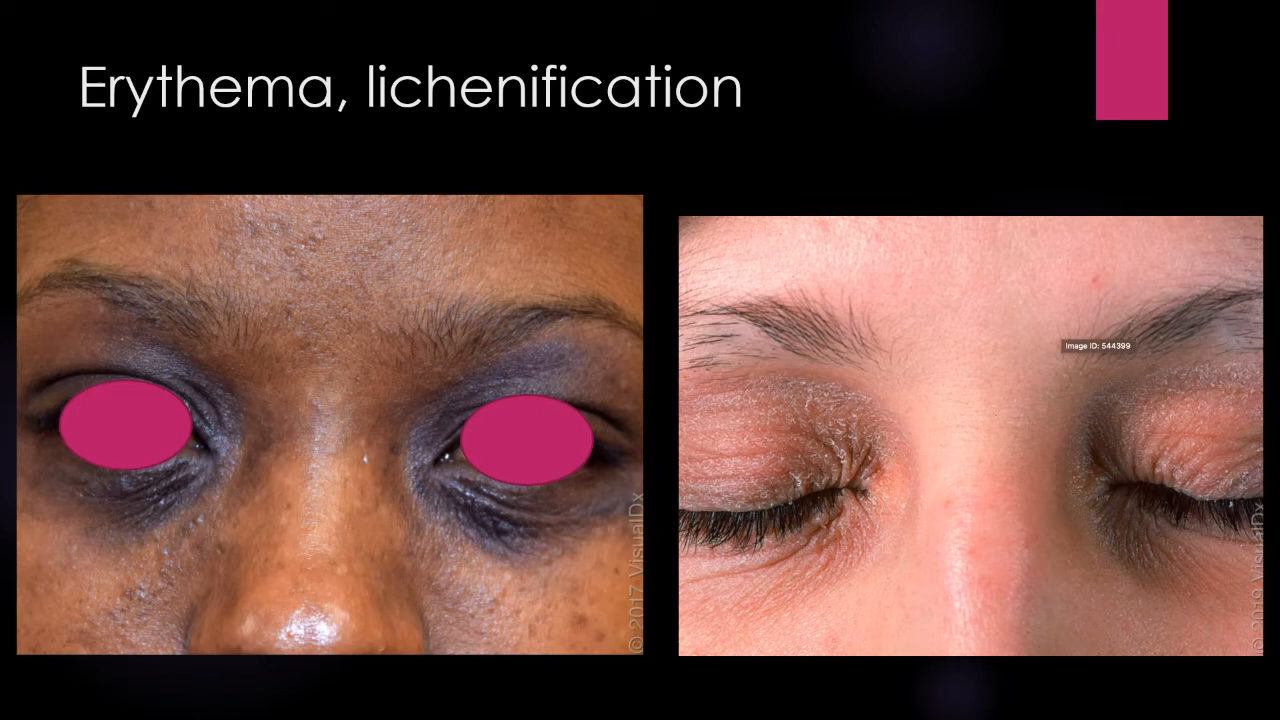 Erythema, lichenification
Image ID: 544399
© 2017 VisualDx
© 2019 VisualDx